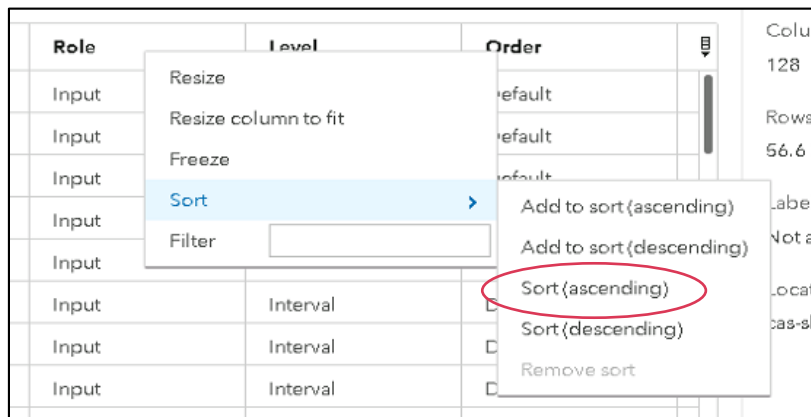 Role Level Order
Colu
128
Resize
Input efault
Resize column to fit
Rows
Input efault
56.6
Freeze
Input efault
Sort
Add to sort (ascending)
Labe
Input
Filter
Add to sort (descending)
Not a
Input
Sort (ascending)
Locat
Input Interval D
cas-sl
Sort (descending)
Input Interval D
Remove sort
Input Interval D